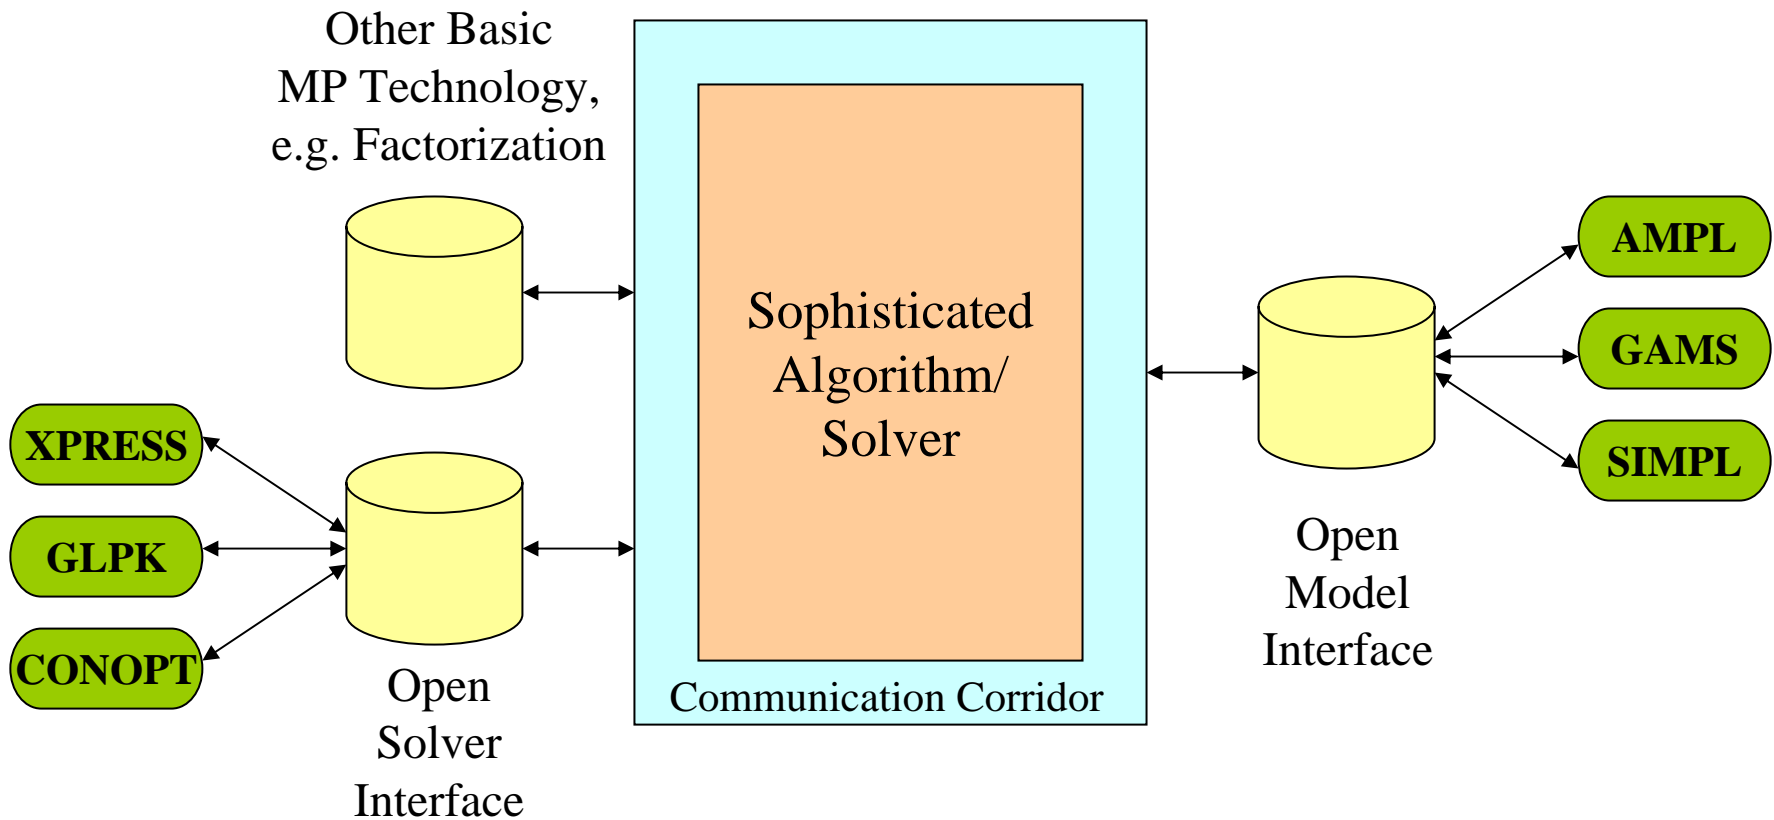 Other Basic
MP Technology,
e.g. Factorization
XPRESS
GLPK
CONOPT
Open
Solver
Interface
Sophisticated
Algorithm/
Solver
Communication Corridor
Open
Model
Interface
AMPL
GAMS
SIMPL